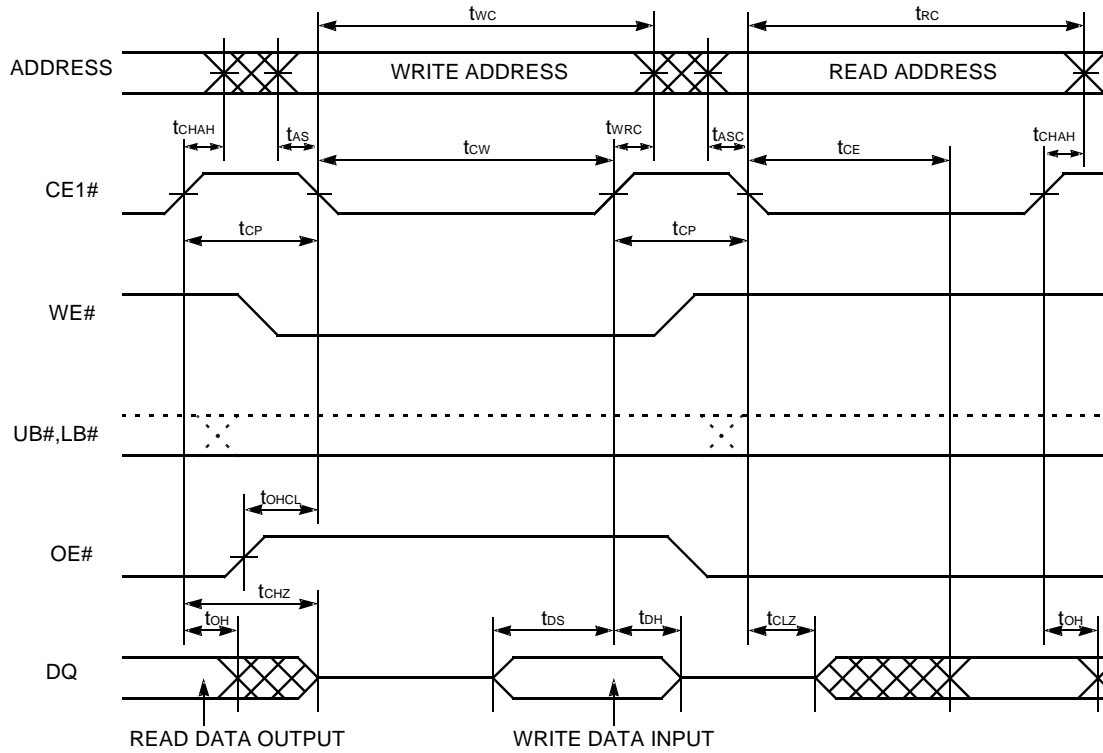 tWC tRC
ADDRESS WRITE ADDRESS READ ADDRESS
tCHAH tAS tCW tWRC tASC tCE tCHAH
CE1#
tCP tCP
WE#
UB#,LB#
tOHCL
OE#
tCHZ
tOH tDS tDH tCLZ tOH
DQ
READ DATA OUTPUT WRITE DATA INPUT